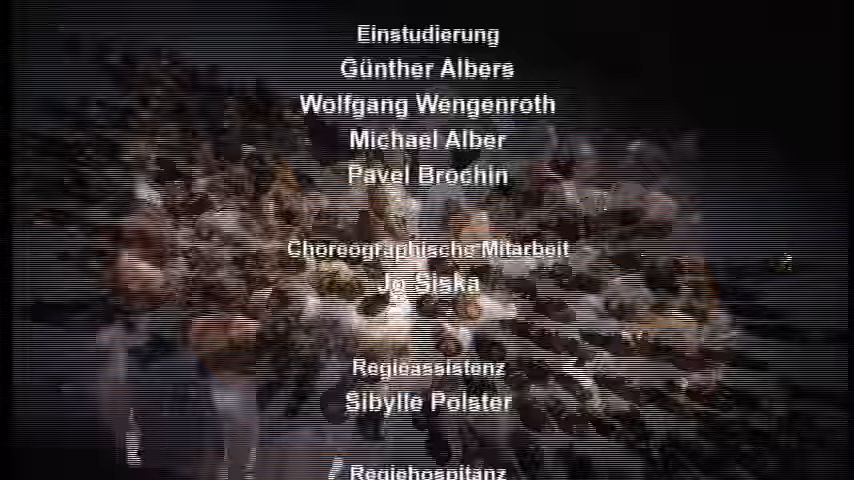 Einstudierung
Günther Albers
Wolfgang Wengenroth
Michael Alber
Pavel Brochin
Choreographische Mitarbeit
Jo Siska
Regieassistenz
Sibylle Polster
Regiehospitanz